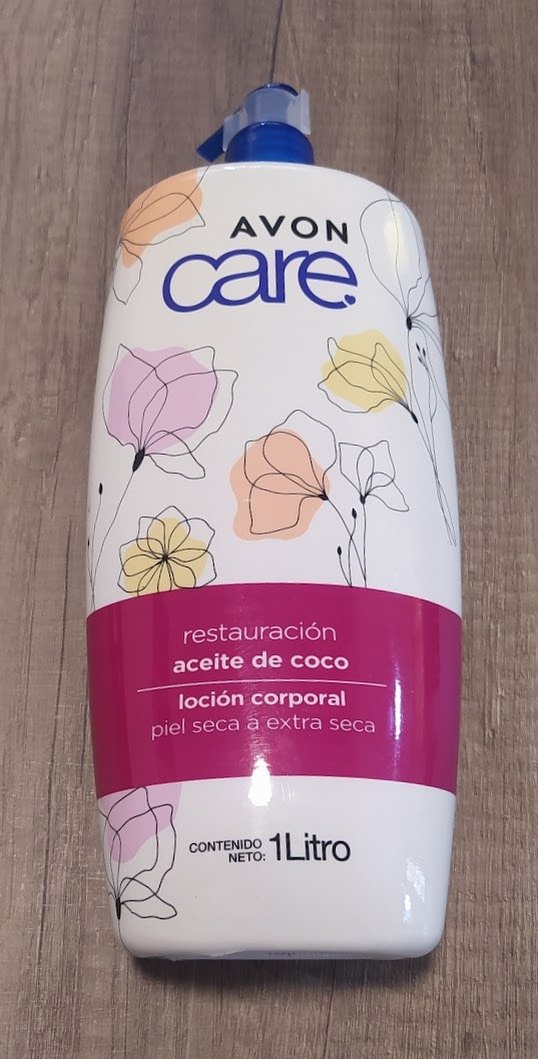 AVON
care.
restauración
aceite de coco
loción corporal
piel seca a extra seca
CONTENIDO
NETO: 1Litro